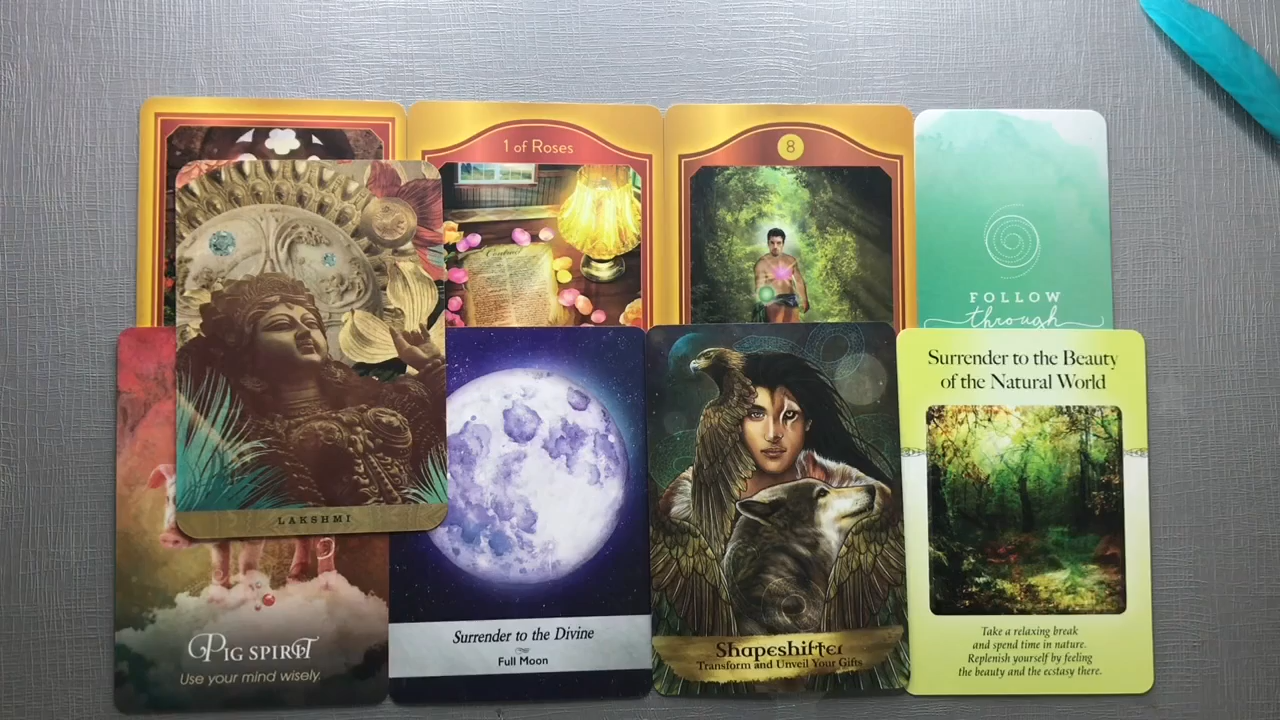 1 of Roses
8
Contract
FOLLOW
through
LAKSHMI
PIG SPIRIT
Use your mind wisely.
Surrender to the Divine
Full Moon
Shapeshifter
Transform and Unveil Your Gifts
Surrender to the Beauty
of the Natural World
Take a relaxing break
and spend time in nature.
Replenish yourself by feeling
the beauty and the ecstasy there.